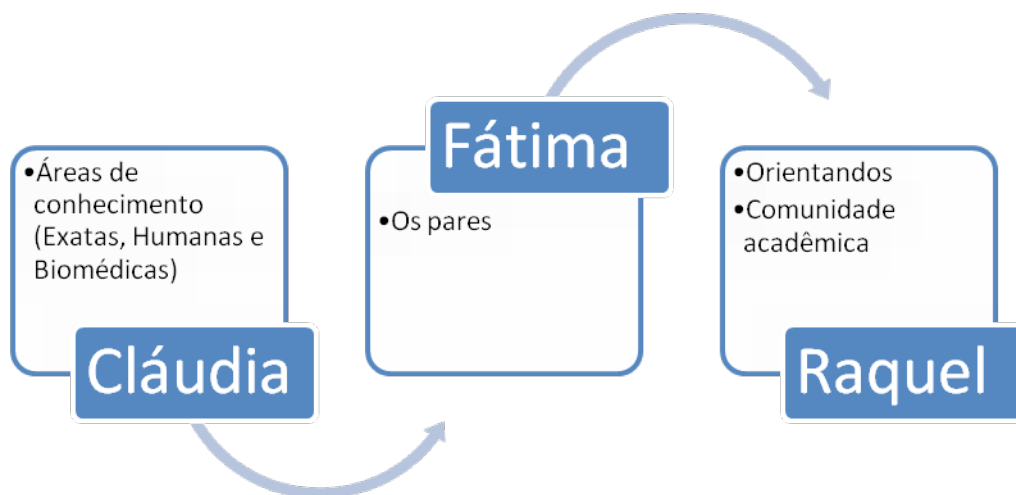 •Áreas de
conhecimento
(Exatas, Humanas e
Biomédicas)
Cláudia
Fátima
•Os pares
•Orientandos
•Comunidade
acadêmica
Raquel